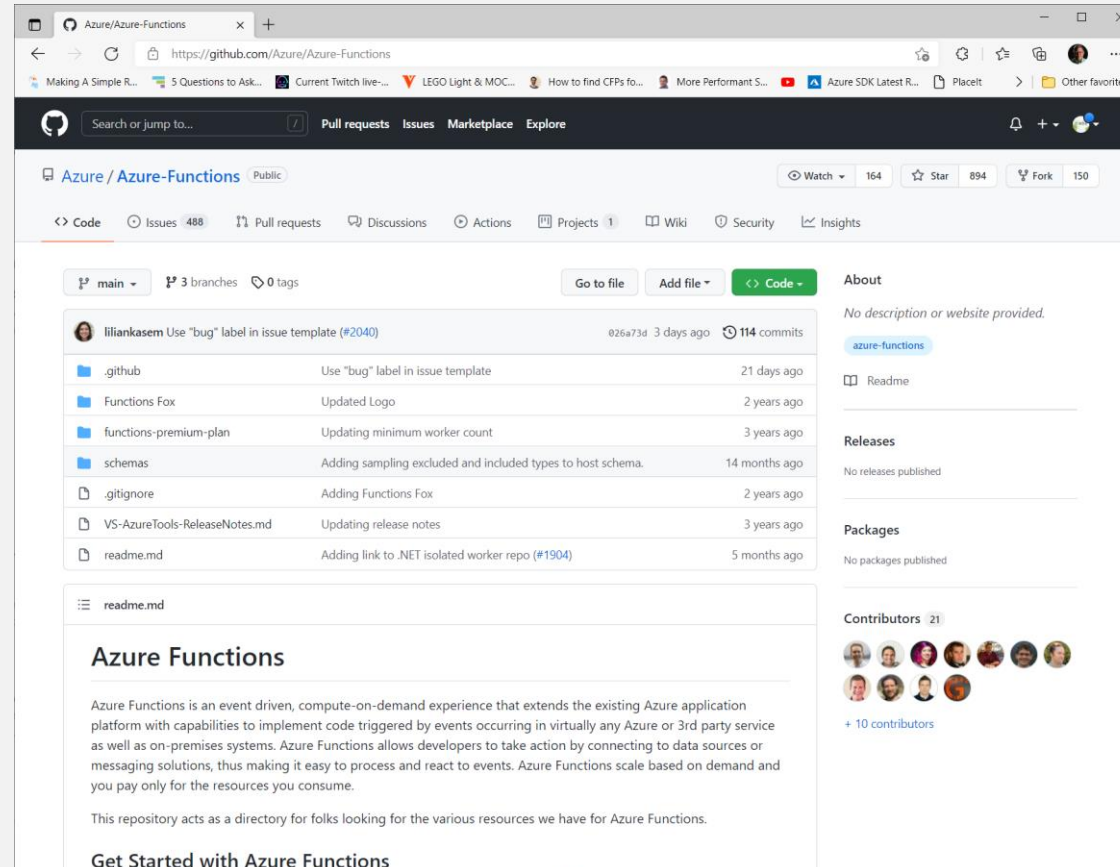 Azure/Azure-Functions
https://github.com/Azure/Azure-Functions
Making A Simple R... 5 Questions to Ask... Current Twitch live-... LEGO Light & MOC... How to find CFPs fo... More Performant S... Azure SDK Latest R... PlaceIt Other favorite
Search or jump to... / Pull requests Issues Marketplace Explore
Azure / Azure-Functions Public Watch 164 Star 894 Fork 150
<> Code Issues 488 Pull requests Discussions Actions Projects 1 Wiki Security Insights
main 3 branches 0 tags Go to file Add file <> Code
liliankasem Use "bug" label in issue template (#2040) 026a73d 3 days ago 114 commits
.github Use "bug" label in issue template 21 days ago
Functions Fox Updated Logo 2 years ago
functions-premium-plan Updating minimum worker count 3 years ago
schemas Adding sampling excluded and included types to host schema. 14 months ago
.gitignore Adding Functions Fox 2 years ago
VS-AzureTools-ReleaseNotes.md Updating release notes 3 years ago
readme.md Adding link to .NET isolated worker repo (#1904) 5 months ago
readme.md
Azure Functions
Azure Functions is an event driven, compute-on-demand experience that extends the existing Azure application
platform with capabilities to implement code triggered by events occurring in virtually any Azure or 3rd party service
as well as on-premises systems. Azure Functions allows developers to take action by connecting to data sources or
messaging solutions, thus making it easy to process and react to events. Azure Functions scale based on demand and
you pay only for the resources you consume.
This repository acts as a directory for folks looking for the various resources we have for Azure Functions.
Get Started with Azure Functions
About
No description or website provided.
azure-functions
Readme
Releases
No releases published
Packages
No packages published
Contributors 21
+ 10 contributors